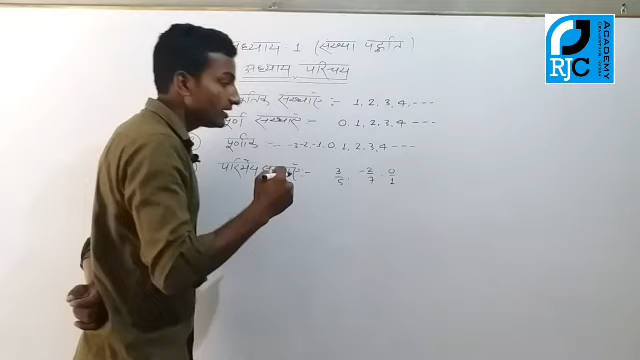 अध्याय 1 (संख्या पद्धति)
अध्याय परिचय
संख्याएँ :- 1, 2, 3, 4, ---
पूर्ण संख्याएँ :- 0, 1, 2, 3, 4 ---
पूर्णांक -- -3 -2, -1, 0, 1, 2, 3, 4 ---
परिमेय :- 3/5, -2/7, 0/1
RJC ACADEMY